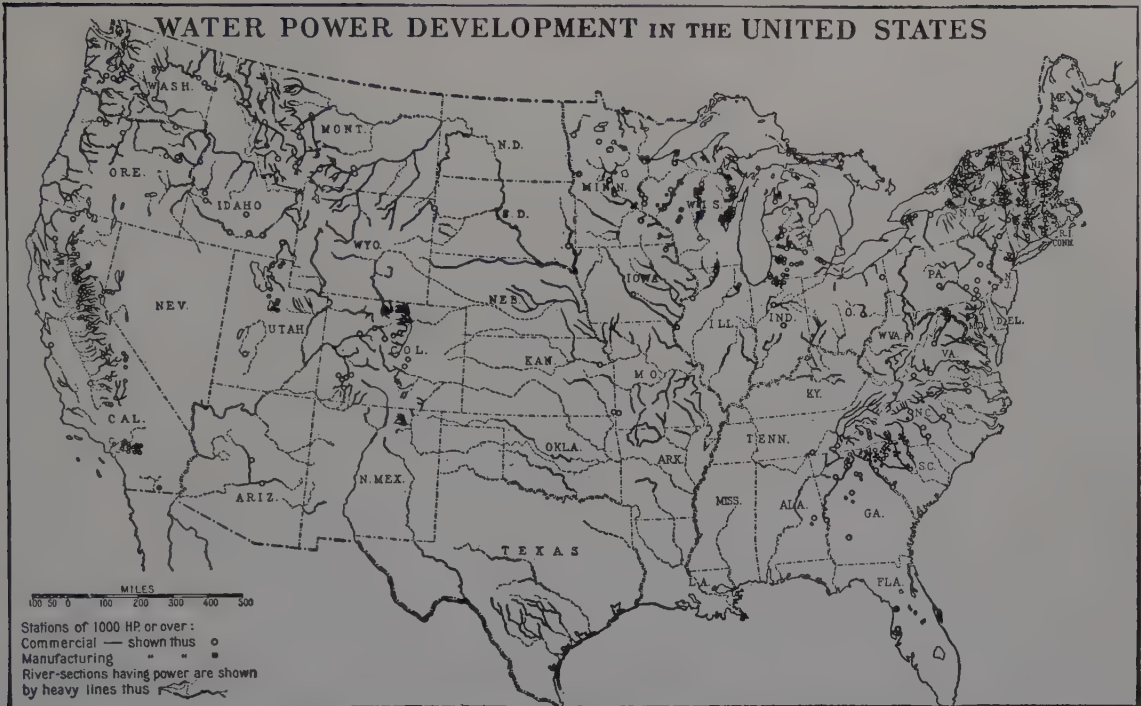 WATER POWER DEVELOPMENT IN THE UNITED STATES
WASH.
MONT.
N.D.
MINN.
ME.
ORE.
IDAHO
S.D.
WIS.
N.Y.
R.I.
CONN
WYO.
IOWA
PA.
NEV.
NEB.
ILL.
IND.
O.
MD.
DEL.
UTAH
COL.
W.VA.
VA.
KAN.
MO.
KY.
CAL.
N.C.
OKLA.
TENN.
ARK.
S.C.
ARIZ.
N.MEX.
MISS.
ALA.
GA.
TEXAS
LA.
FLA.
MILES
100 50 0 100 200 300 400 500
Stations of 1000 HP. or over:
Commercial — shown thus
Manufacturing " "
River-sections having power are shown
by heavy lines thus